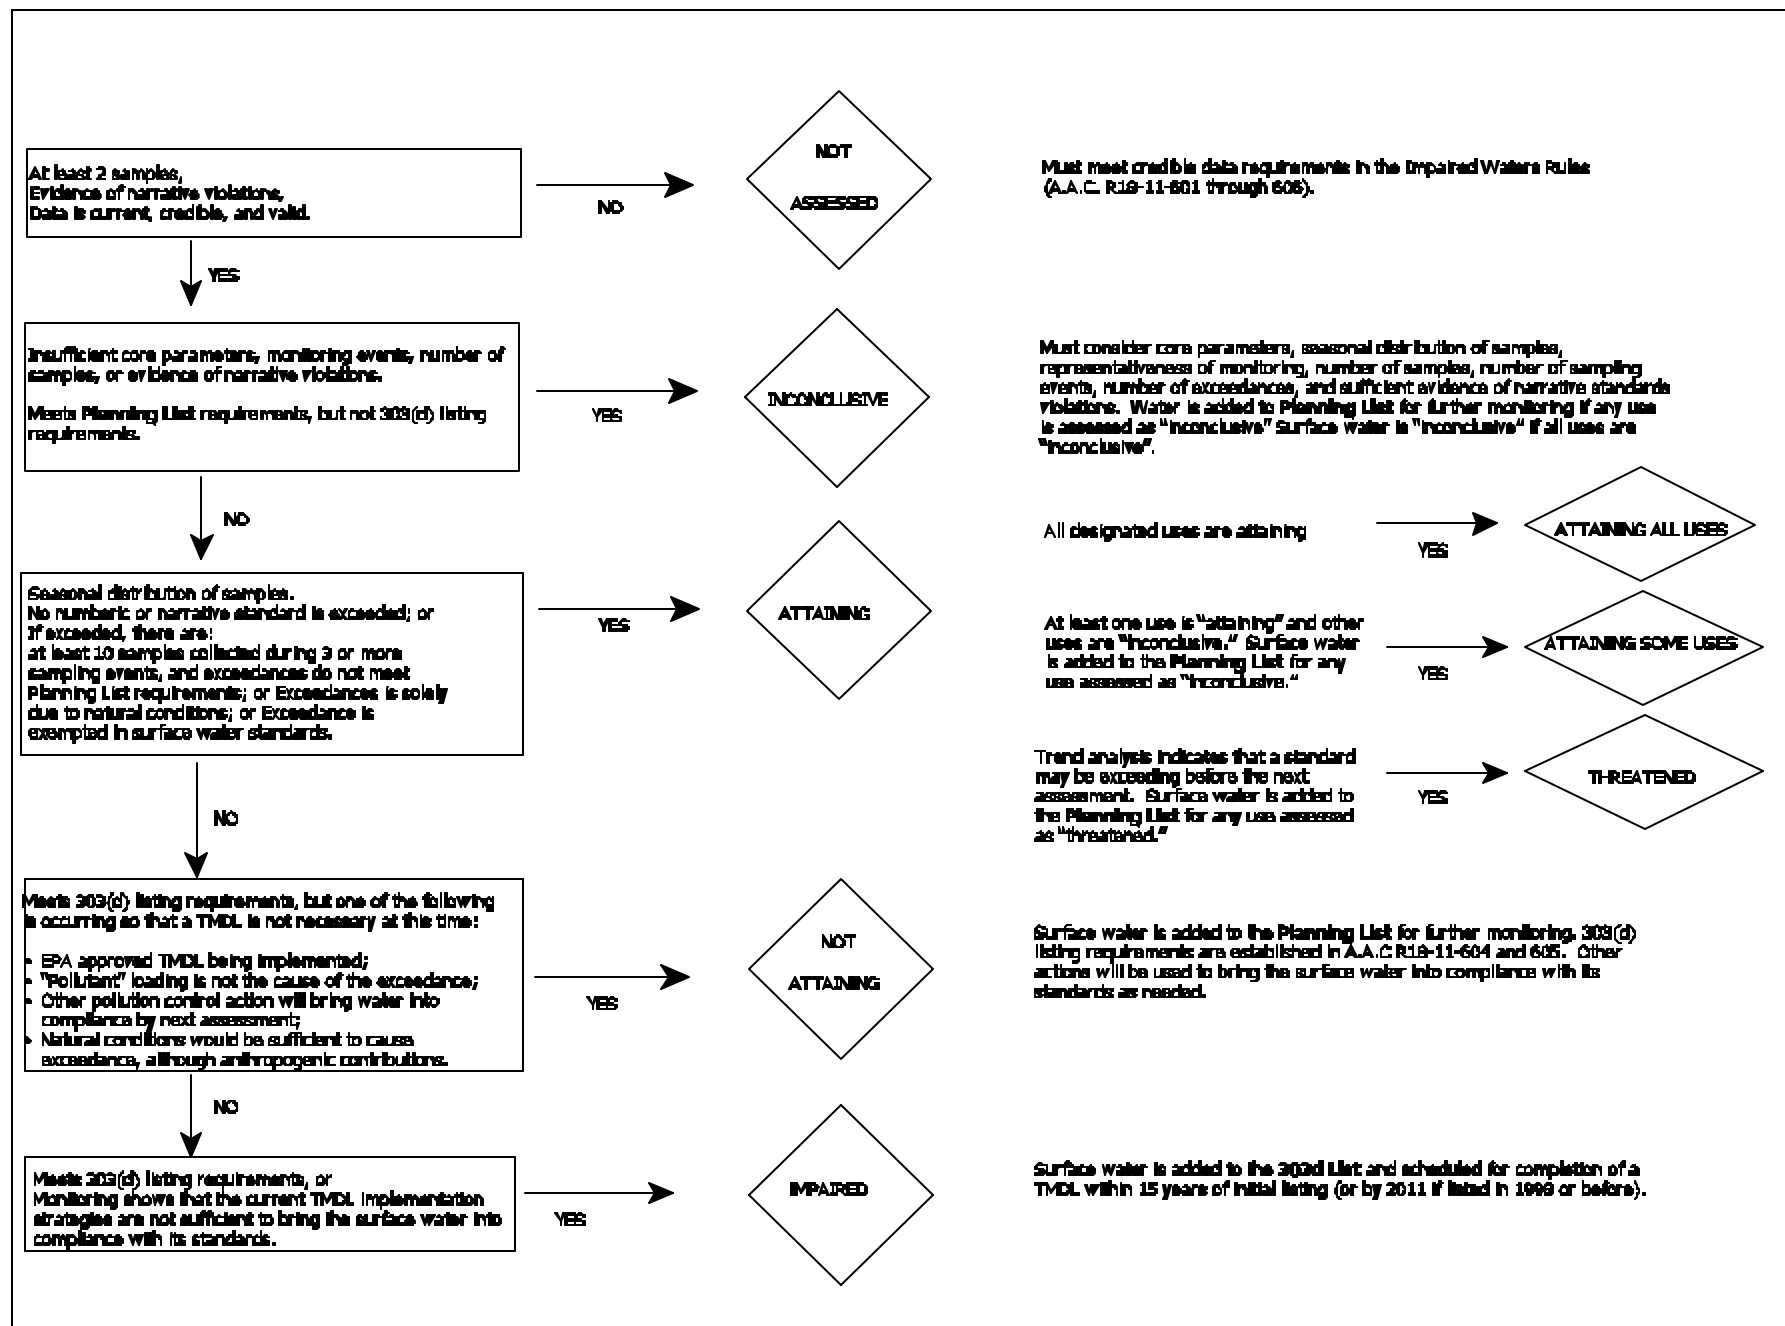 At least 2 samples,
Evidence of narrative violations,
Data is current, credible, and valid.
NO
NOT
ASSESSED
Must meet credible data requirements in the Impaired Waters Rules
(A.A.C. R18-11-601 through 606).
YES
Insufficient core parameters, monitoring events, number of
samples, or evidence of narrative violations.
Meets Planning List requirements, but not 303(d) listing
requirements.
YES
INCONCLUSIVE
Must consider core parameters, seasonal distribution of samples,
representativeness of monitoring, number of samples, number of sampling
events, number of exceedances, and sufficient evidence of narrative standards
violations.  Water is added to Planning List for further monitoring if any use
is assessed as "inconclusive" Surface water is "inconclusive" if all uses are
"inconclusive".
NO
Seasonal distribution of samples.
No numberic or narrative standard is exceeded; or
If exceeded, there are:
at least 10 samples collected during 3 or more
sampling events, and exceedances do not meet
Planning List requirements; or Exceedances is solely
due to natural conditions; or Exceedance is
exempted in surface water standards.
YES
ATTAINING
All designated uses are attaining
YES
ATTAINING ALL USES
At least one use is "attaining" and other
uses are "inconclusive."  Surface water
is added to the Planning List for any
use assessed as "inconclusive."
YES
ATTAINING SOME USES
Trend analysis indicates that a standard
may be exceeding before the next
assessment.  Surface water is added to
the Planning List for any use assessed
as "threatened."
YES
THREATENED
NO
Meets 303(d) listing requirements, but one of the following
is occurring so that a TMDL is not necessary at this time:
• EPA approved TMDL being implemented;
• "Pollutant" loading is not the cause of the exceedance;
• Other pollution control action will bring water into
compliance by next assessment;
• Natural conditions would be sufficient to cause
exceedance, although anthropogenic contributions.
YES
NOT
ATTAINING
Surface water is added to the Planning List for further monitoring. 303(d)
listing requirements are established in A.A.C R18-11-604 and 605.  Other
actions will be used to bring the surface water into compliance with its
standards as needed.
NO
Meets 303(d) listing requirements, or
Monitoring shows that the current TMDL implementation
strategies are not sufficient to bring the surface water into
compliance with its standards.
YES
IMPAIRED
Surface water is added to the 303d List and scheduled for completion of a
TMDL within 15 years of initial listing (or by 2011 if listed in 1998 or before).